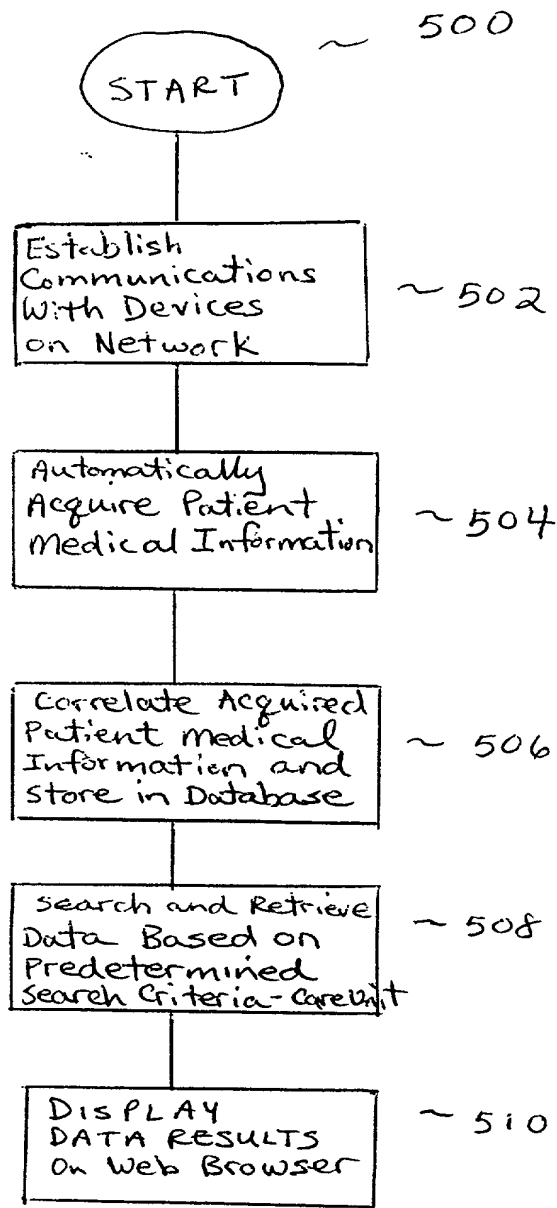 ~ 500
START
Establish
Communications
With Devices
on Network
~ 502
Automatically
Acquire Patient
Medical Information
~ 504
Correlate Acquired
Patient Medical
Information and
Store in Database
~ 506
Search and Retrieve
Data Based on
Predetermined
Search Criteria - Care Unit
~ 508
DISPLAY
DATA RESULTS
On Web Browser
~ 510